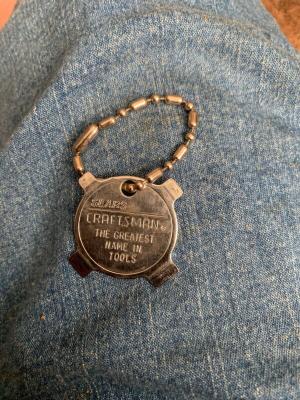 SEARS
CRAFTSMAN®
THE GREATEST
NAME IN
TOOLS